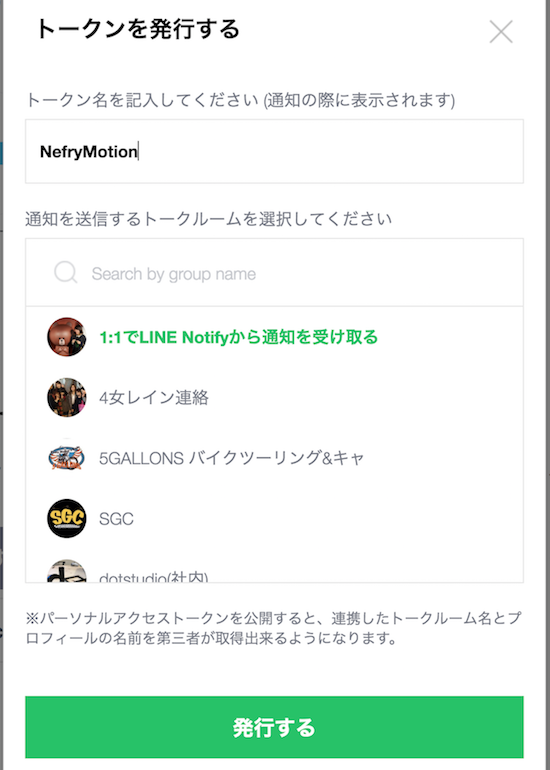 トークンを発行する
トークン名を記入してください (通知の際に表示されます)
NefryMotion
通知を送信するトークルームを選択してください
Search by group name
1:1でLINE Notifyから通知を受け取る
4女レイン連絡
5GALLONS バイクツーリング&キャ
SGC
SGC
dotstudio(社内)
※パーソナルアクセストークンを公開すると、連携したトークルーム名とプ
ロフィールの名前を第三者が取得出来るようになります。
発行する